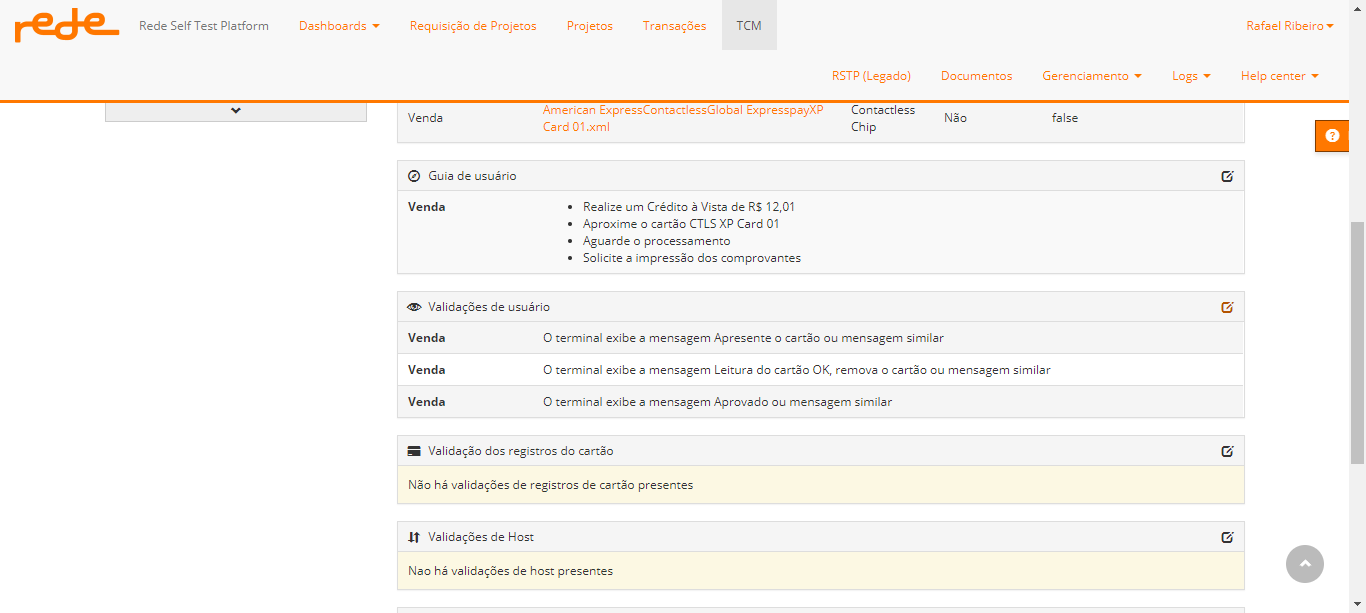 rede Rede Self Test Platform Dashboards Requisição de Projetos Projetos Transações TCM Rafael Ribeiro
RSTP (Legado) Documentos Gerenciamento Logs Help center
Venda
American ExpressContactlessGlobal ExpresspayXP
Card 01.xml
Contactless
Chip
Não
false
Guia de usuário
Venda
Realize um Crédito à Vista de R$ 12,01
Aproxime o cartão CTLS XP Card 01
Aguarde o processamento
Solicite a impressão dos comprovantes
Validações de usuário
Venda O terminal exibe a mensagem Apresente o cartão ou mensagem similar
Venda O terminal exibe a mensagem Leitura do cartão OK, remova o cartão ou mensagem similar
Venda O terminal exibe a mensagem Aprovado ou mensagem similar
Validação dos registros do cartão
Não há validações de registros de cartão presentes
Validações de Host
Nao há validações de host presentes